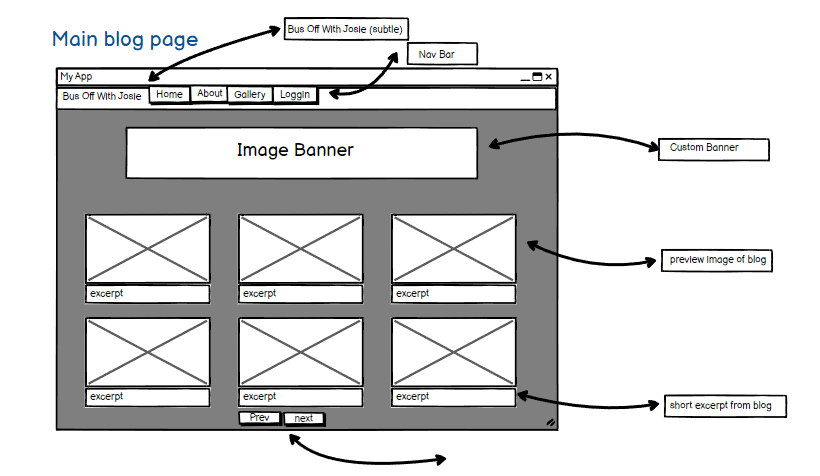 Main blog page
Bus Off With Josie (subtle)
Nav Bar
My App
Bus Off With Josie
Home
About
Gallery
LoggIn
Image Banner
Custom Banner
preview image of blog
excerpt
excerpt
excerpt
excerpt
excerpt
excerpt
short excerpt from blog
Prev
next